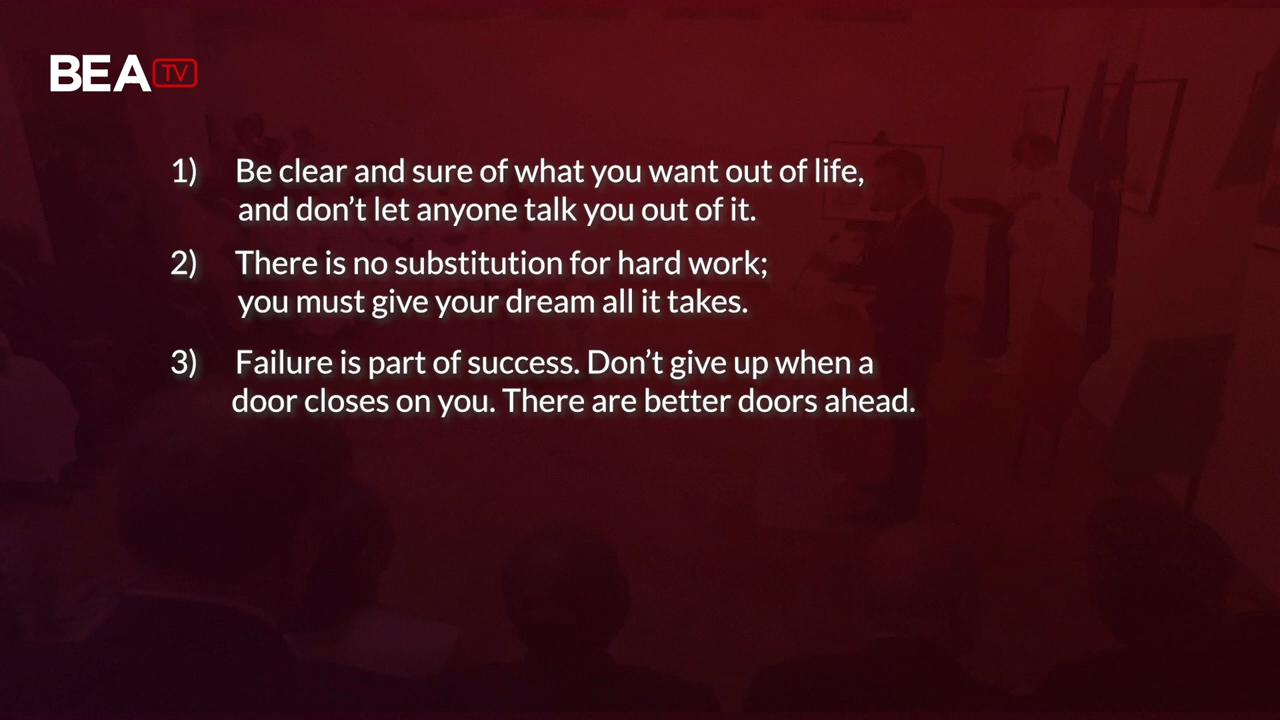 BEA TV
1) Be clear and sure of what you want out of life,
and don’t let anyone talk you out of it.
2) There is no substitution for hard work;
you must give your dream all it takes.
3) Failure is part of success. Don’t give up when a
door closes on you. There are better doors ahead.